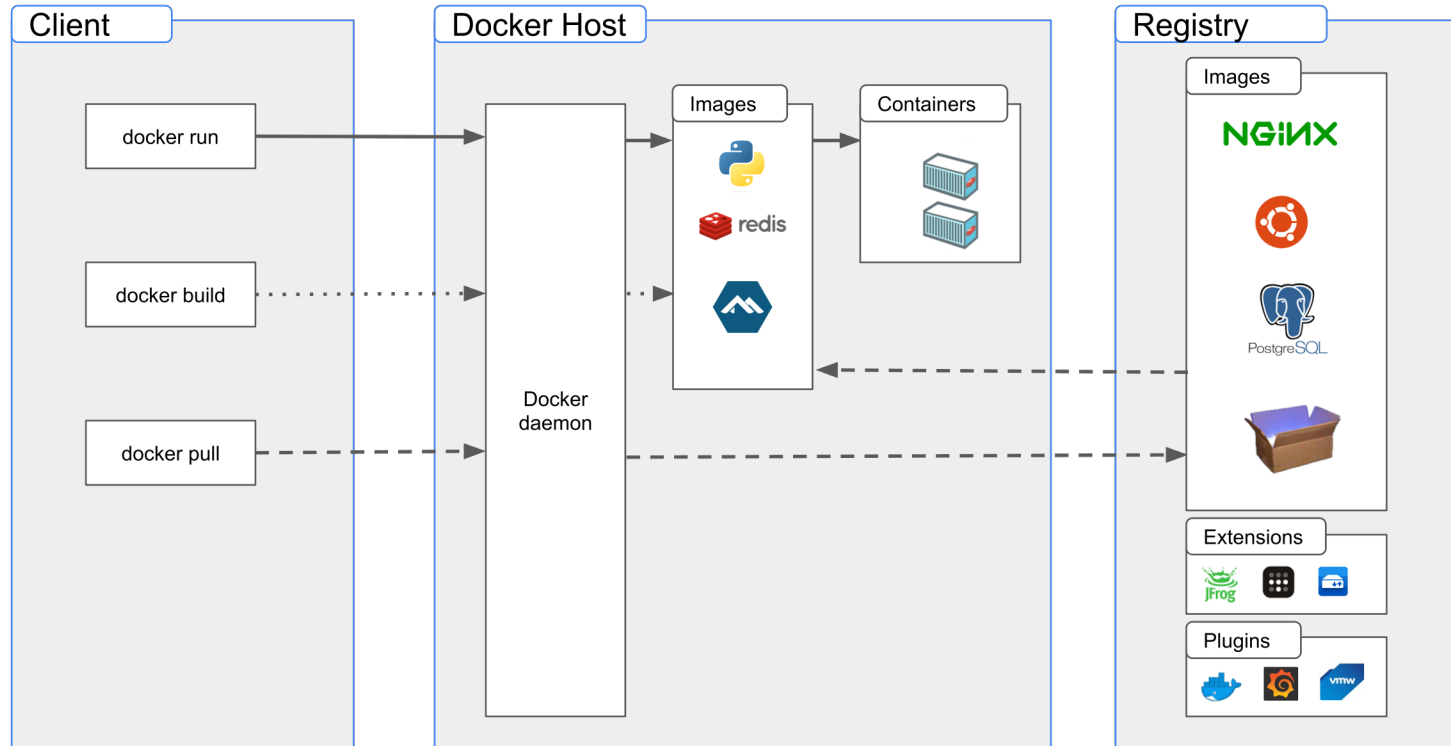 Client
docker run
docker build
docker pull
Docker Host
Docker
daemon
Images
redis
Containers
Registry
Images
NGiNX
PostgreSQL
Extensions
JFrog
Plugins
vmw